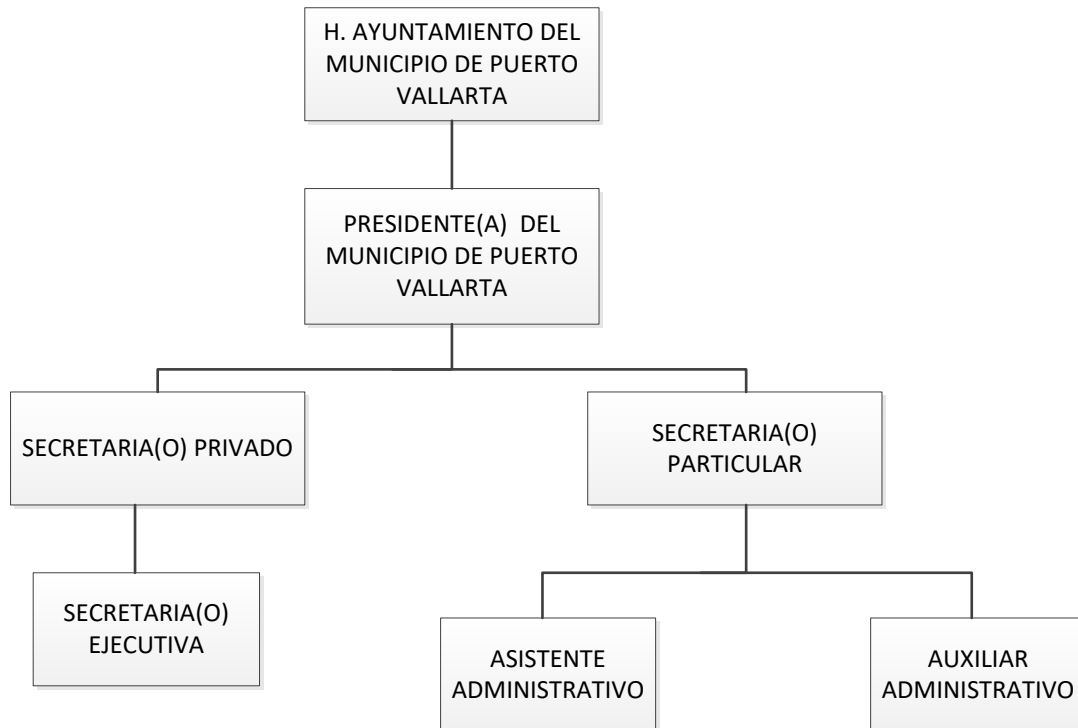 H. AYUNTAMIENTO DEL
MUNICIPIO DE PUERTO
VALLARTA
PRESIDENTE(A) DEL
MUNICIPIO DE PUERTO
VALLARTA
SECRETARIA(O) PRIVADO
SECRETARIA(O)
PARTICULAR
SECRETARIA(O)
EJECUTIVA
ASISTENTE
ADMINISTRATIVO
AUXILIAR
ADMINISTRATIVO